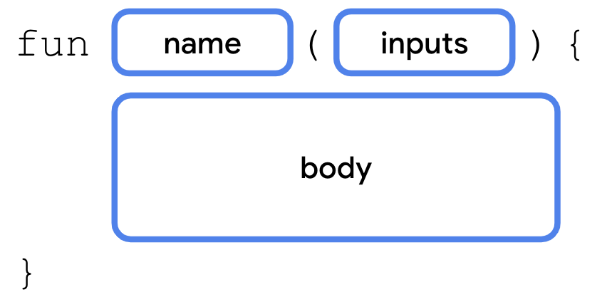 fun name ( inputs ) {
body
}